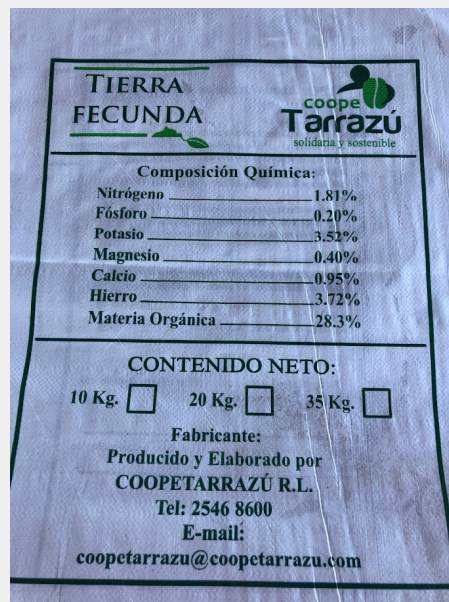 TIERRA
FECUNDA
coope
Tarrazú
solidaria y sostenible
Composición Química:
Nitrógeno 1.81%
Fósforo 0.20%
Potasio 3.52%
Magnesio 0.40%
Calcio 0.95%
Hierro 3.72%
Materia Orgánica 28.3%
CONTENIDO NETO:
10 Kg. 20 Kg. 35 Kg.
Fabricante:
Producido y Elaborado por
COOPETARRAZÚ R.L.
Tel: 2546 8600
E-mail:
coopetarrazu@coopetarrazu.com